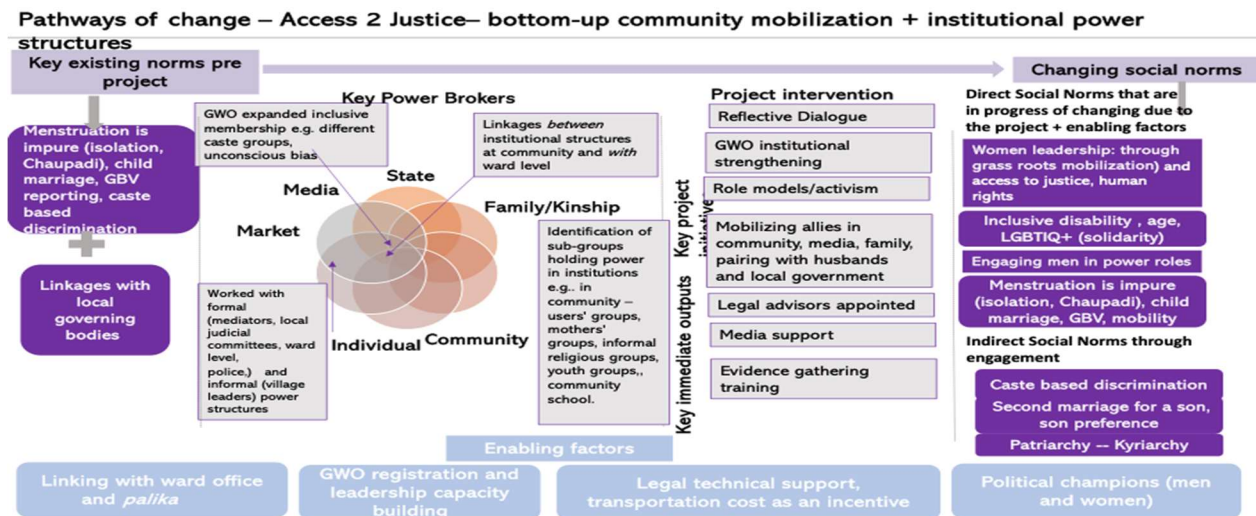 Pathways of change – Access 2 Justice– bottom-up community mobilization + institutional power
structures
Key existing norms pre
project
Changing social norms
Menstruation is
impure (isolation,
Chaupadi), child
marriage, GBV
reporting, caste
based
discrimination
Linkages with
local
governing
bodies
Key Power Brokers
GWO expanded inclusive
membership e.g. different
caste groups,
unconscious bias
Linkages between
institutional structures
at community and with
ward level
State
Media
Market
Family/Kinship
Individual
Community
Worked with
formal
(mediators, local
judicial
committees, ward
level,
police,) and
informal (village
leaders) power
structures
Identification of
sub-groups
holding power
in institutions
e.g.. in
community –
users' groups,
mothers'
groups, informal
religious groups,
youth groups,,
community
school.
Project intervention
Key project
Key immediate outputs
Reflective Dialogue
GWO institutional
strengthening
Role models/activism
Mobilizing allies in
community, media, family,
pairing with husbands
and local government
Legal advisors appointed
Media support
Evidence gathering
training
Direct Social Norms that are
in progress of changing due to
the project + enabling factors
Women leadership: through
grass roots mobilization) and
access to justice, human
rights
Inclusive disability , age,
LGBTIQ+ (solidarity)
Engaging men in power roles
Menstruation is impure
(isolation, Chaupadi), child
marriage, GBV, mobility
Indirect Social Norms through
engagement
Caste based discrimination
Second marriage for a son,
son preference
Patriarchy -- Kyriarchy
Enabling factors
Linking with ward office
and palika
GWO registration and
leadership capacity
building
Legal technical support,
transportation cost as an incentive
Political champions (men
and women)